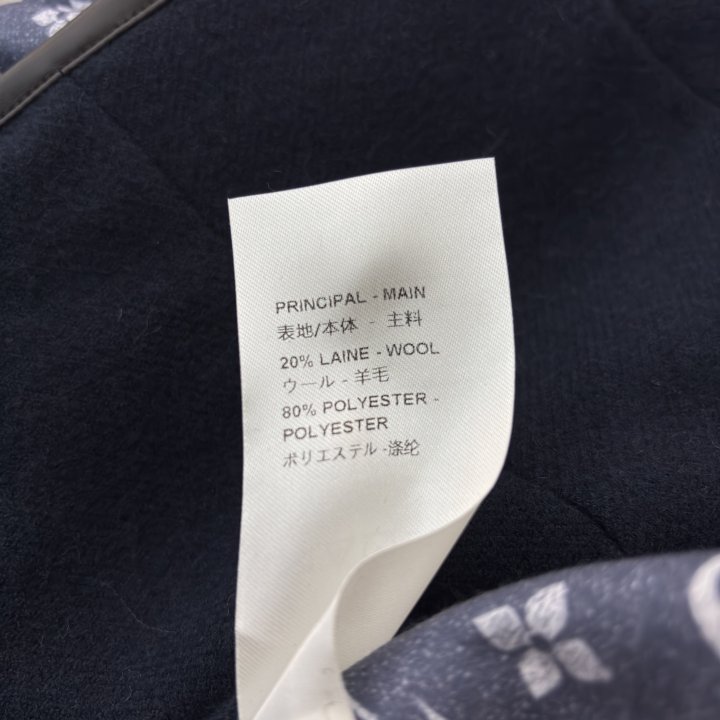 PRINCIPAL - MAIN
表地/本体 - 主料
20% LAINE - WOOL
ウール - 羊毛
80% POLYESTER -
POLYESTER
ポリエステル -涤纶